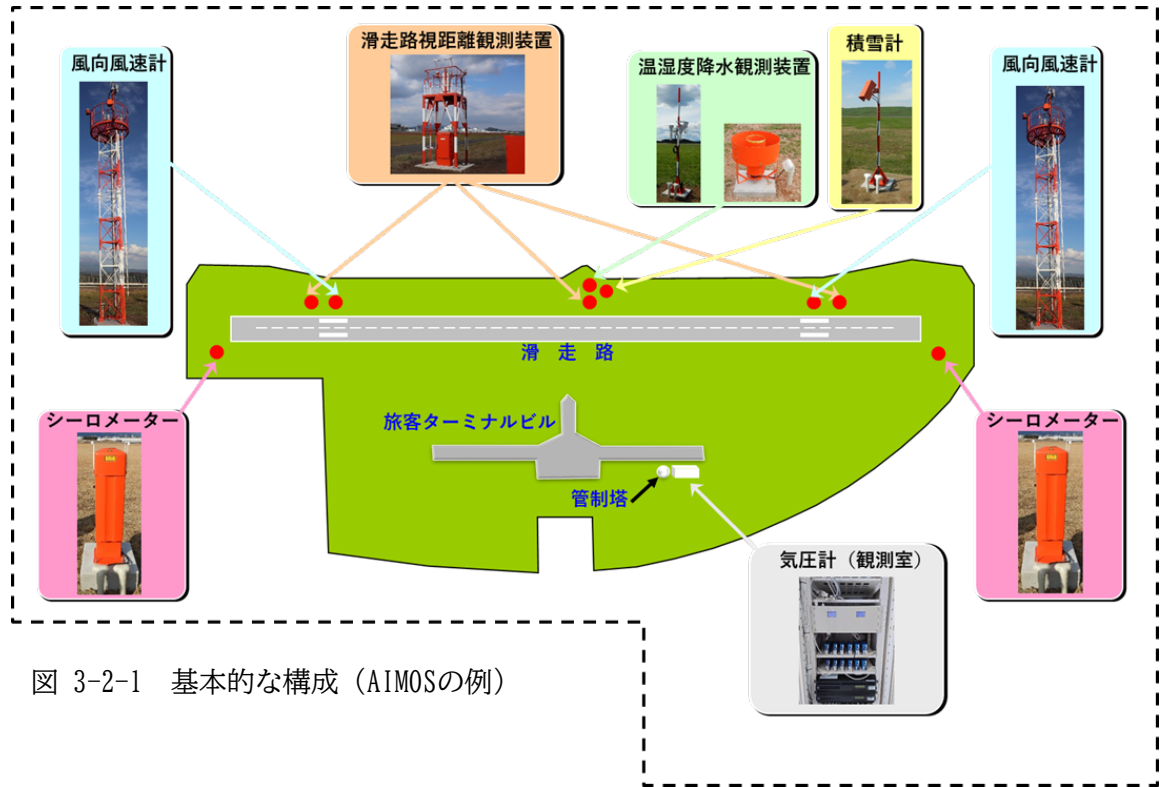 風向風速計
滑走路視距離観測装置
温湿度降水観測装置
積雪計
風向風速計
滑走路
シーロメーター
旅客ターミナルビル
管制塔
シーロメーター
気圧計（観測室）
図 3-2-1 基本的な構成（AIMOSの例）